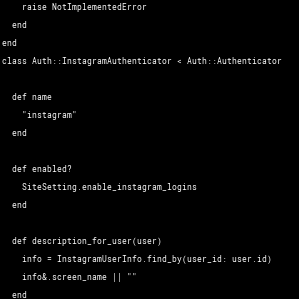 raise NotImplementedError
end
end
class Auth::InstagramAuthenticator < Auth::Authenticator
def name
"instagram"
end
def enabled?
SiteSetting.enable_instagram_logins
end
def description_for_user(user)
info = InstagramUserInfo.find_by(user_id: user.id)
info&.screen_name || ""
end